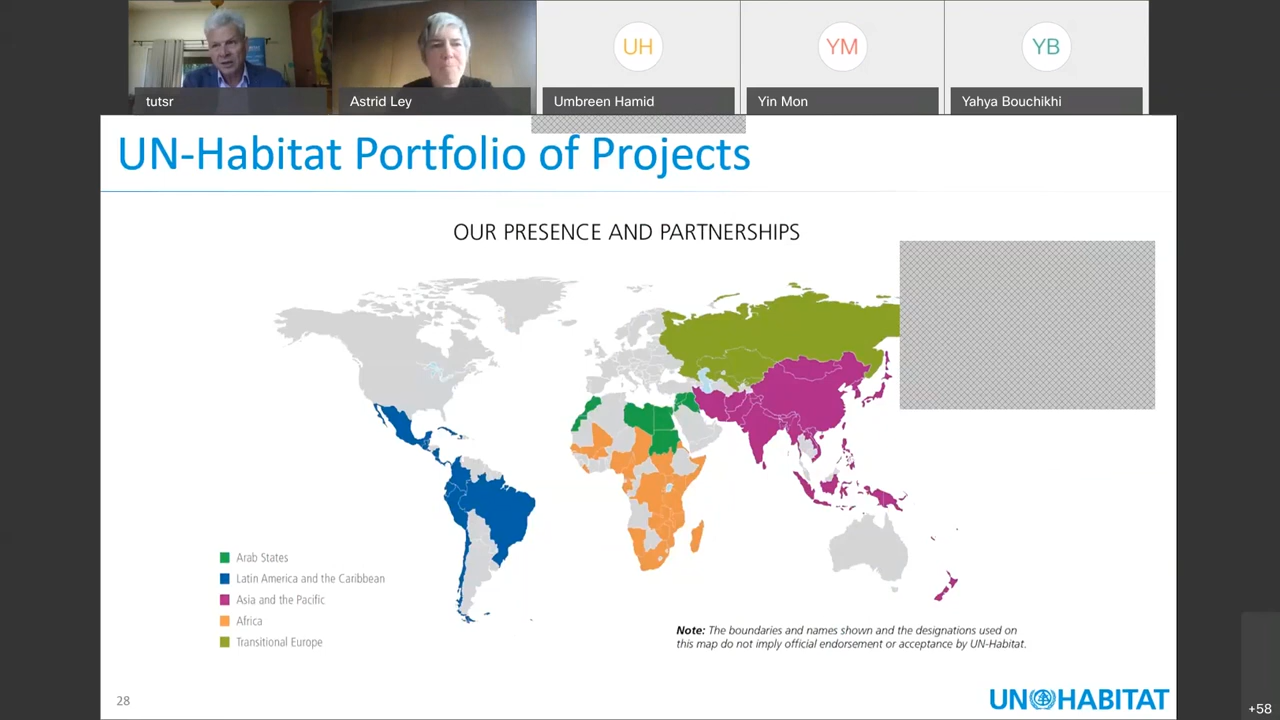 UH
YM
YB
tutsr
Astrid Ley
Umbreen Hamid
Yin Mon
Yahya Bouchikhi
UN-Habitat Portfolio of Projects
OUR PRESENCE AND PARTNERSHIPS
Arab States
Latin America and the Caribbean
Asia and the Pacific
Africa
Transitional Europe
Note: The boundaries and names shown and the designations used on
this map do not imply official endorsement or acceptance by UN-Habitat.
28
UN HABITAT
+58